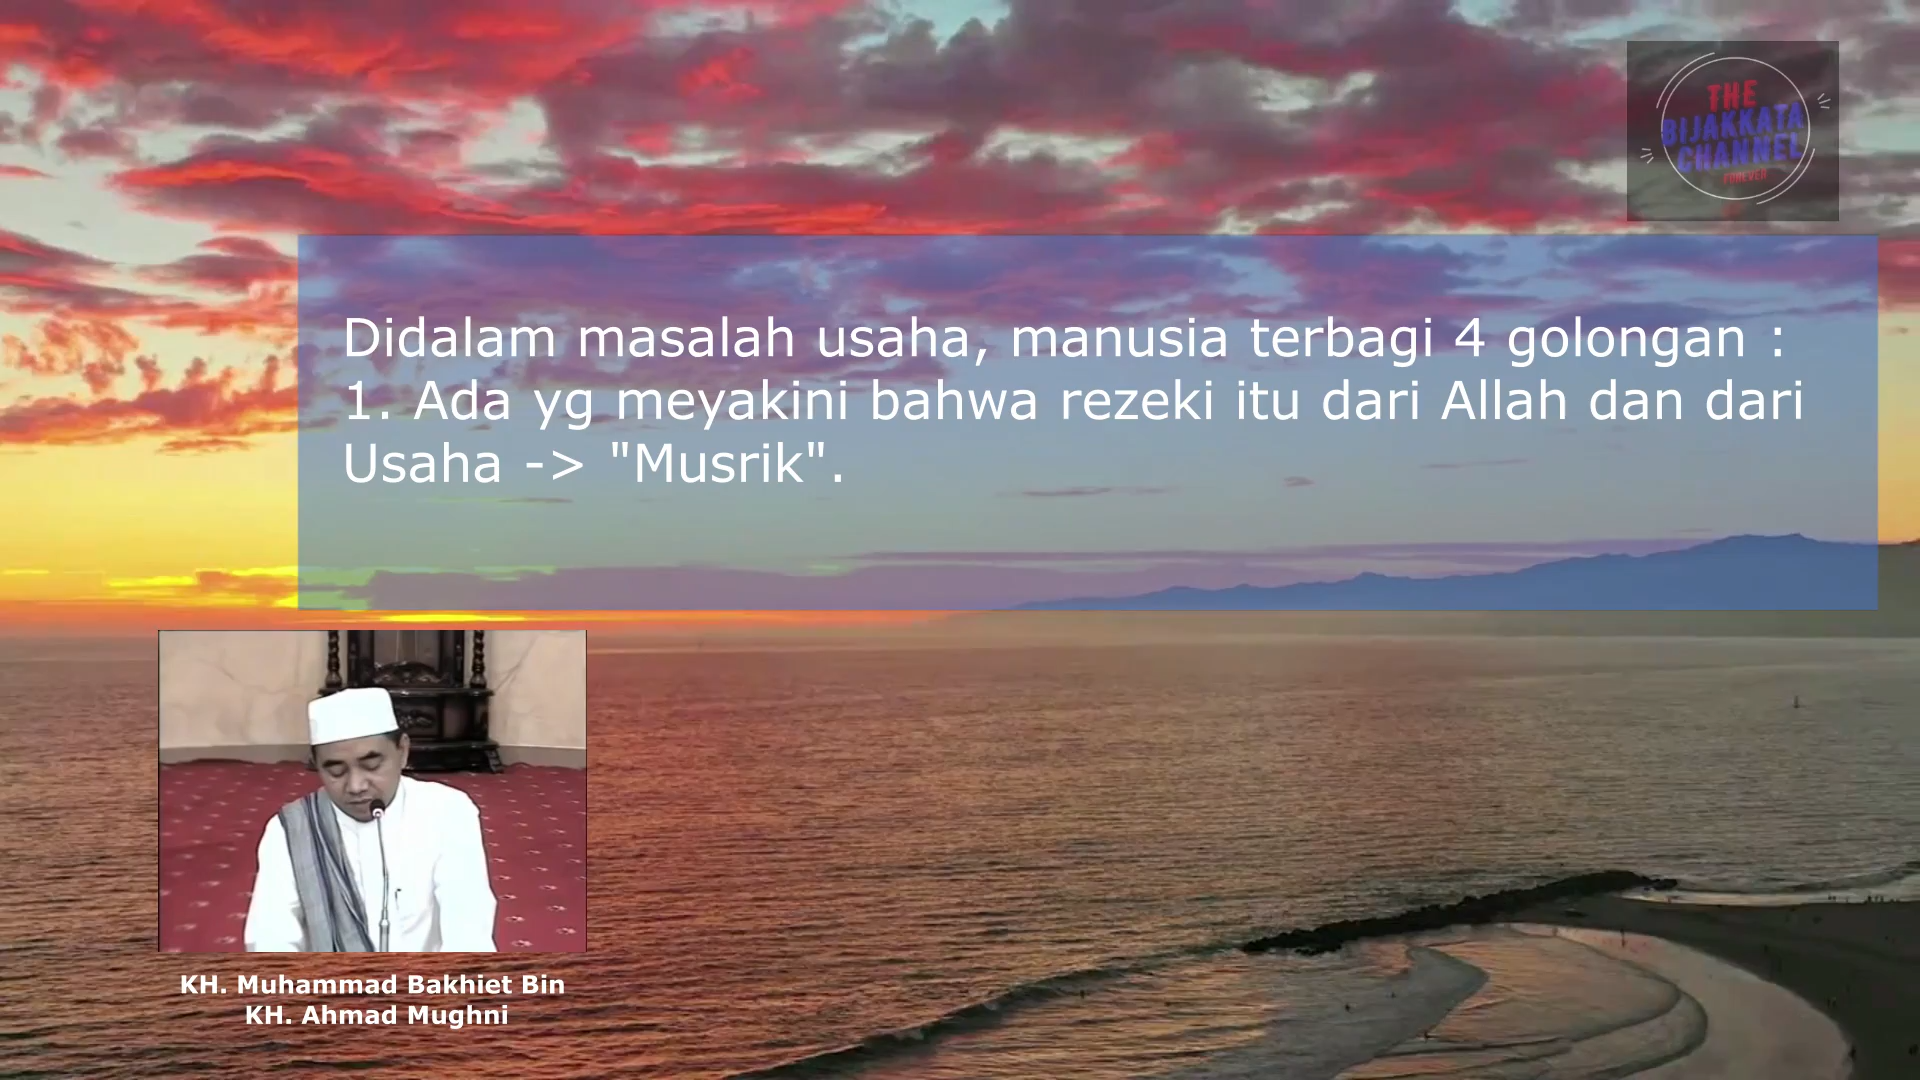 THE
BIJAKKATA
CHANNEL
FOREVER
Didalam masalah usaha, manusia terbagi 4 golongan :
1. Ada yg meyakini bahwa rezeki itu dari Allah dan dari
Usaha -> "Musrik".
KH. Muhammad Bakhiet Bin
KH. Ahmad Mughni